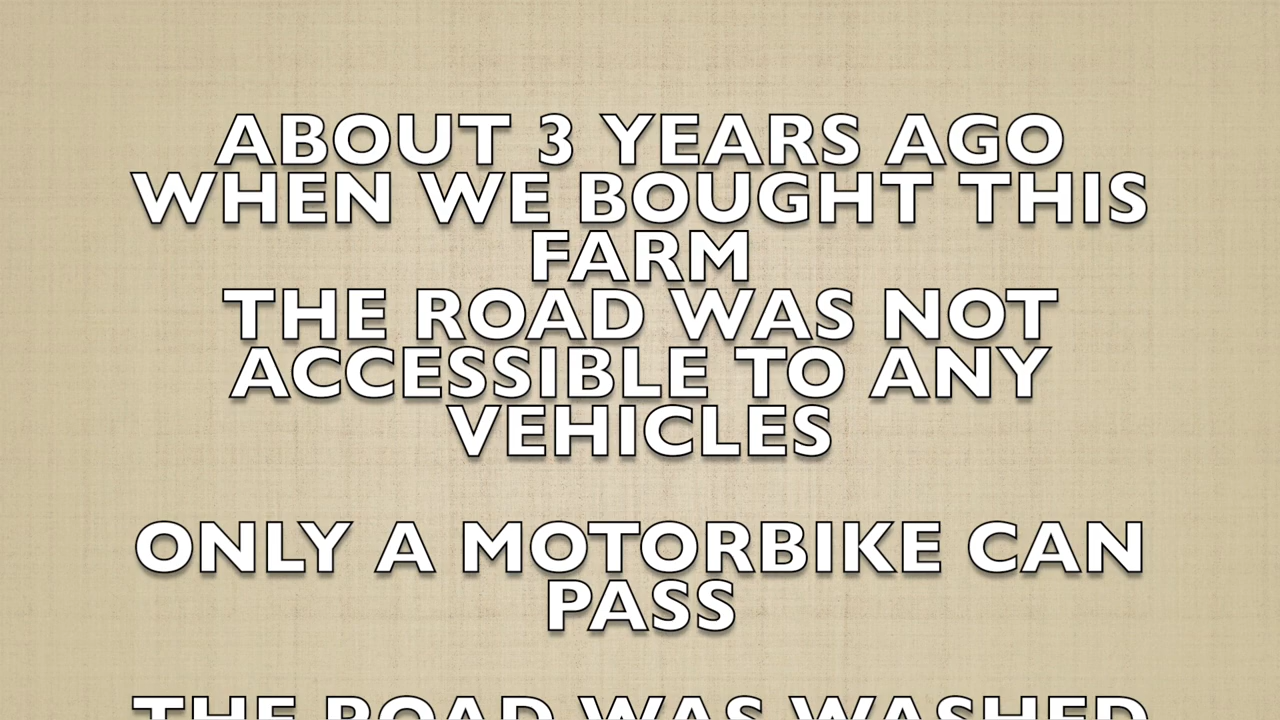 ABOUT 3 YEARS AGO
WHEN WE BOUGHT THIS
FARM
THE ROAD WAS NOT
ACCESSIBLE TO ANY
VEHICLES
ONLY A MOTORBIKE CAN
PASS
THE ROAD WAS WASHED